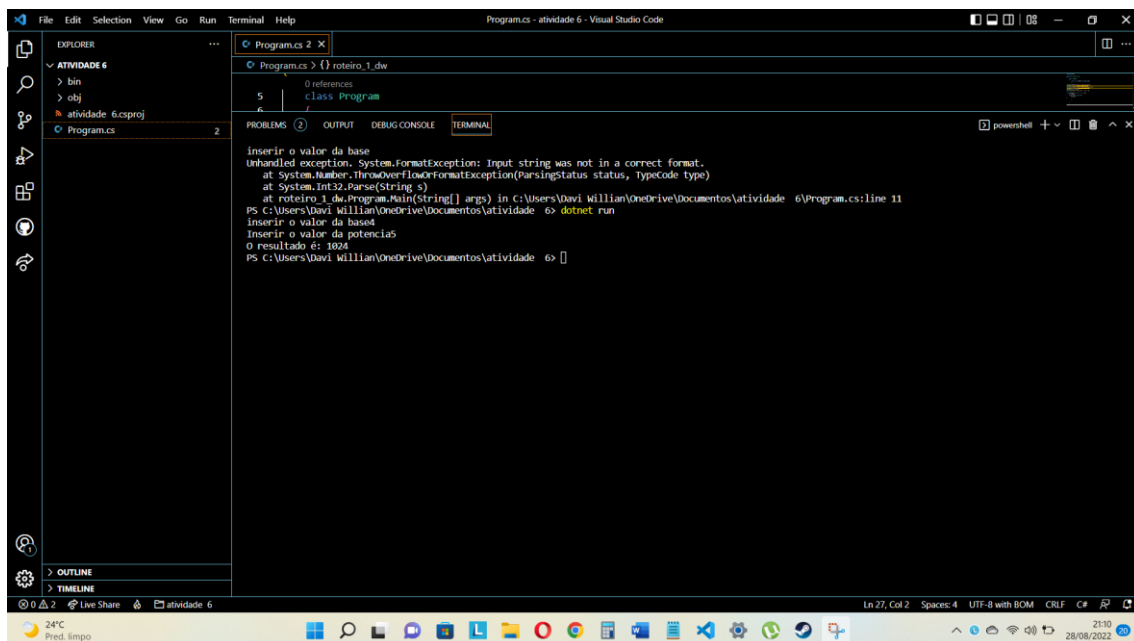 File Edit Selection View Go Run Terminal Help
Program.cs - atividade 6 - Visual Studio Code
EXPLORER
Program.cs 2
ATIVIDADE 6
Program.cs > {} roteiro_1_dw
bin
0 references
obj
5 class Program
6 {
atividade 6.csproj
Program.cs 2
PROBLEMS 2 OUTPUT DEBUG CONSOLE TERMINAL
powershell
inserir o valor da base
Unhandled exception. System.FormatException: Input string was not in a correct format.
at System.Number.ThrowOverflowOrFormatException(ParsingStatus status, TypeCode type)
at System.Int32.Parse(String s)
at roteiro_1_dw.Program.Main(String[] args) in C:\Users\Davi Willian\OneDrive\Documentos\atividade 6\Program.cs:line 11
PS C:\Users\Davi Willian\OneDrive\Documentos\atividade 6> dotnet run
inserir o valor da base4
Inserir o valor da potencia5
O resultado é: 1024
PS C:\Users\Davi Willian\OneDrive\Documentos\atividade 6>
1
OUTLINE
TIMELINE
0 2 Live Share atividade 6
Ln 27, Col 2 Spaces: 4 UTF-8 with BOM CRLF C#
24°C
Pred. limpo
21:10
28/08/2022
20